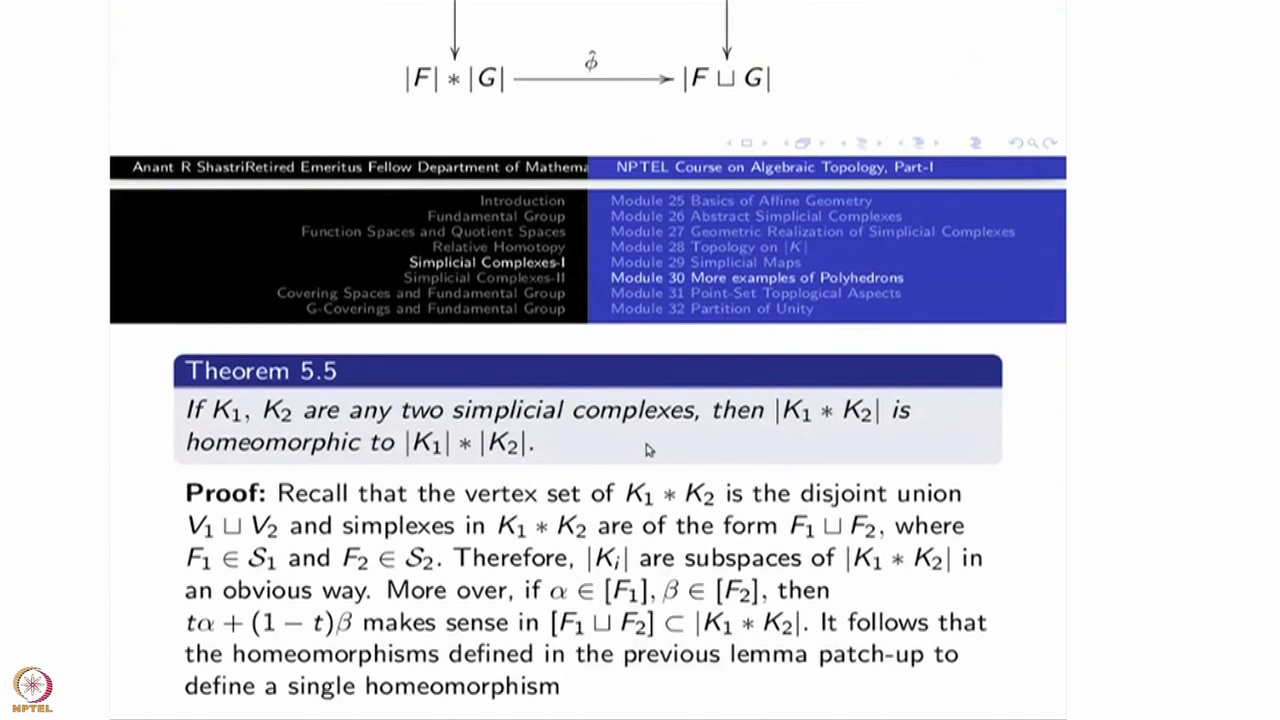 |F| ∗ |G|
ϕ̂
|F ⊔ G|
Anant R ShastriRetired Emeritus Fellow Department of Mathema
NPTEL Course on Algebraic Topology, Part-I
Introduction
Fundamental Group
Function Spaces and Quotient Spaces
Relative Homotopy
Simplicial Complexes-I
Simplicial Complexes-II
Covering Spaces and Fundamental Group
G-Coverings and Fundamental Group
Module 25 Basics of Affine Geometry
Module 26 Abstract Simplicial Complexes
Module 27 Geometric Realization of Simplicial Complexes
Module 28 Topology on |K|
Module 29 Simplicial Maps
Module 30 More examples of Polyhedrons
Module 31 Point-Set Topplogical Aspects
Module 32 Partition of Unity
Theorem 5.5
If K₁, K₂ are any two simplicial complexes, then |K₁ ∗ K₂| is
homeomorphic to |K₁| ∗ |K₂|.
Proof: Recall that the vertex set of K₁ ∗ K₂ is the disjoint union
V₁ ⊔ V₂ and simplexes in K₁ ∗ K₂ are of the form F₁ ⊔ F₂, where
F₁ ∈ 𝒮₁ and F₂ ∈ 𝒮₂. Therefore, |Kᵢ| are subspaces of |K₁ ∗ K₂| in
an obvious way. More over, if α ∈ [F₁], β ∈ [F₂], then
tα + (1 − t)β makes sense in [F₁ ⊔ F₂] ⊂ |K₁ ∗ K₂|. It follows that
the homeomorphisms defined in the previous lemma patch-up to
define a single homeomorphism
NPTEL